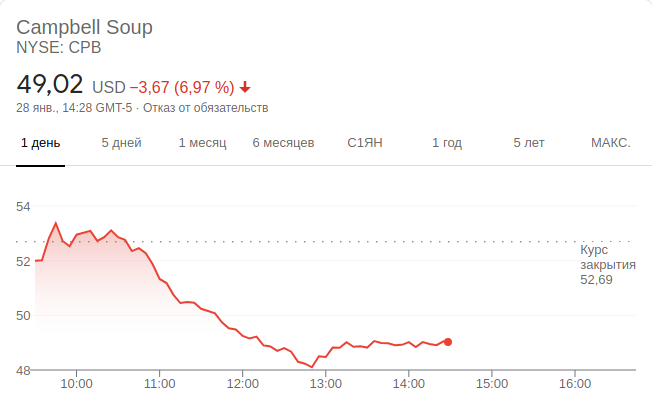 Campbell Soup
NYSE: CPB
49,02 USD −3,67 (6,97 %)
28 янв., 14:28 GMT-5 · Отказ от обязательств
1 день 5 дней 1 месяц 6 месяцев С1ЯН 1 год 5 лет МАКС.
54
52
50
48
Курс
закрытия
52,69
10:00 11:00 12:00 13:00 14:00 15:00 16:00